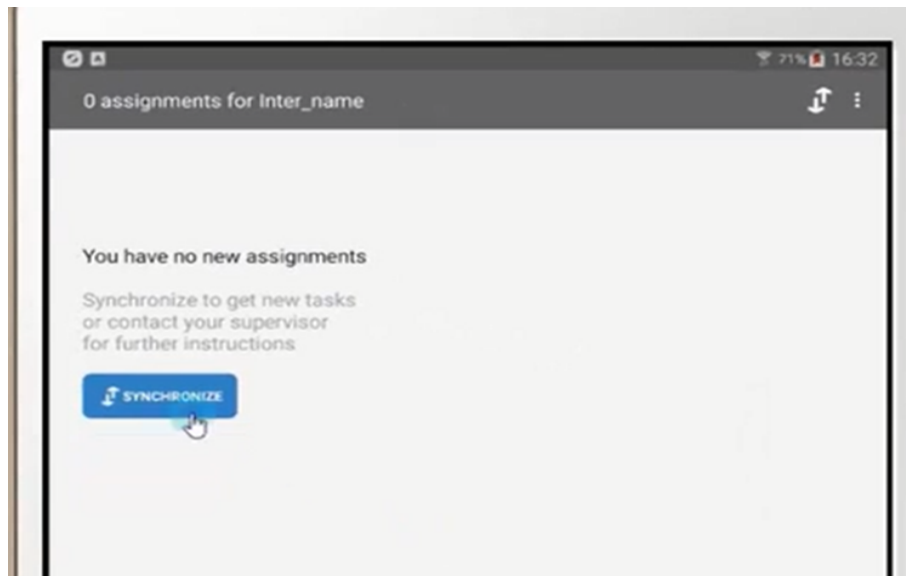 71% 16:32
0 assignments for Inter_name
You have no new assignments
Synchronize to get new tasks
or contact your supervisor
for further instructions
SYNCHRONIZE